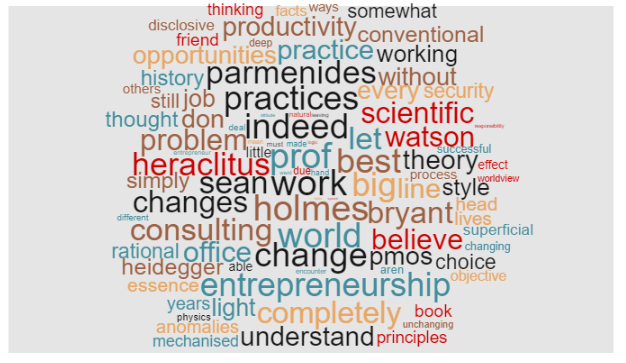 thinking facts ways somewhat
disclosive productivity conventional
friend deep
opportunities practice working
history parmenides without
others every security
still job practices
thought don indeed natural leaving scientific
problem deal let watson
must made successful
entrepreneur little prof best theory effect
heraclitus due hand process worldview
simply sean work big line style
changes holmes bryant head
different lives
consulting world believe superficial
rational office change pmos choice changing
heidegger able encounter aren objective
essence entrepreneurship
years light completely book
physics unchanging
anomalies understand principles
mechanised